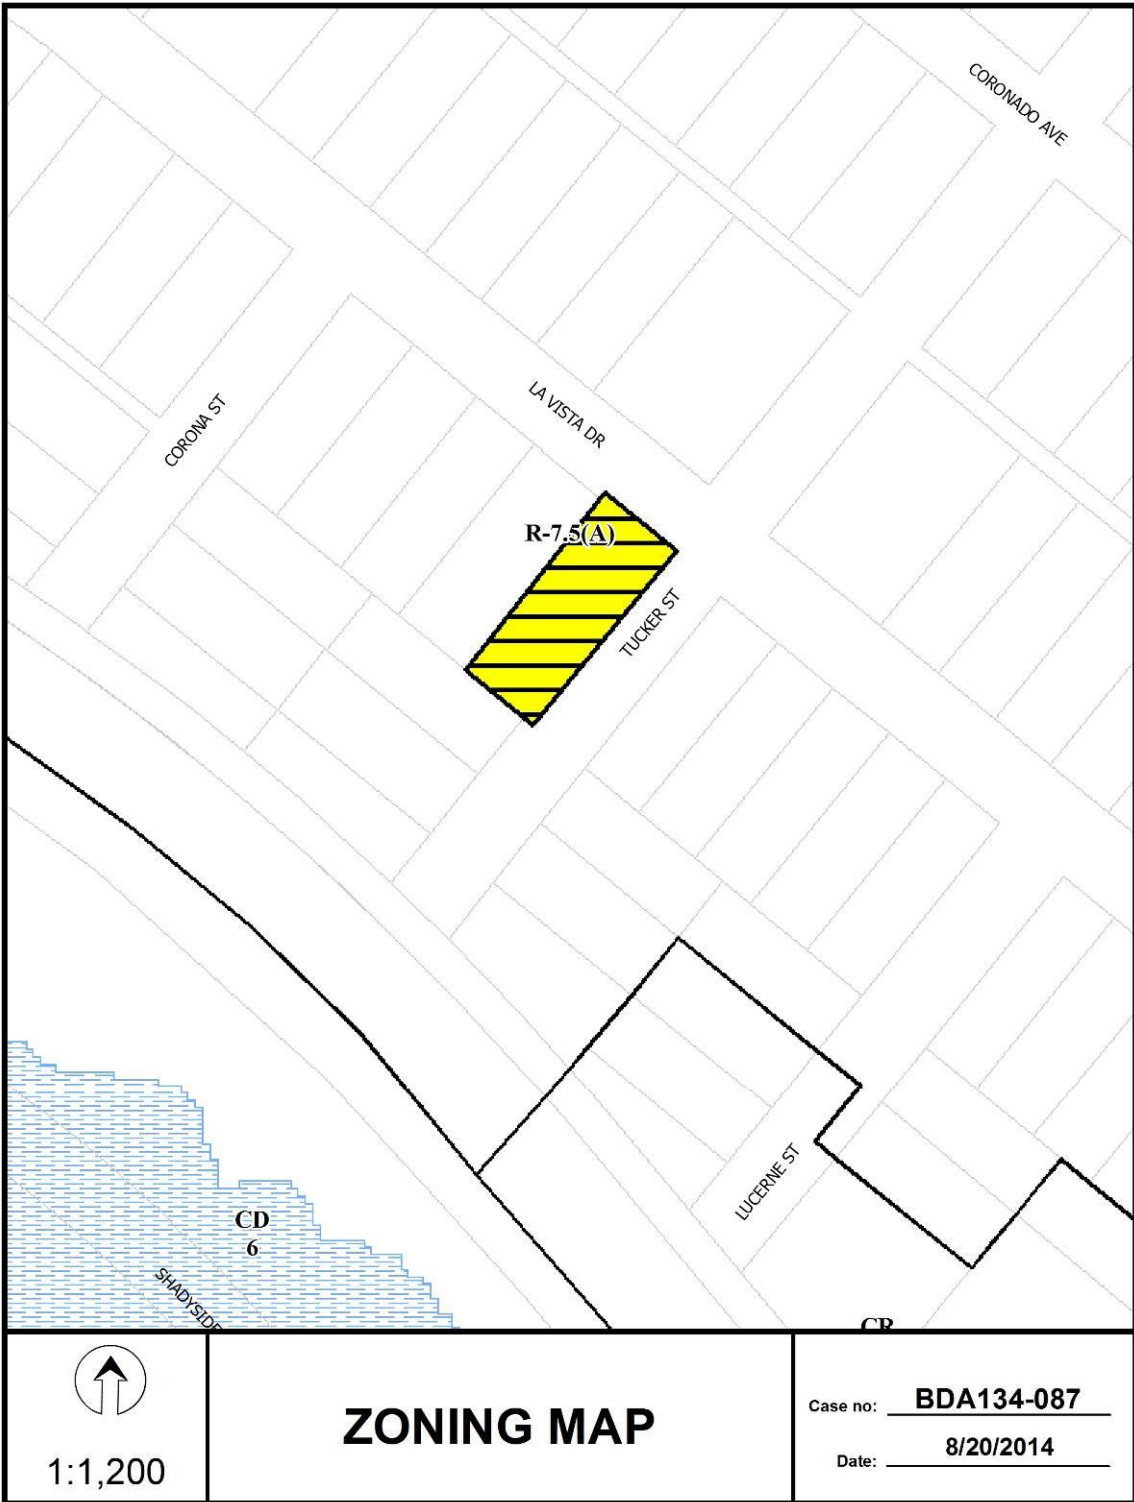 CORONADO AVE
LA VISTA DR
CORONA ST
R-7.5(A)
TUCKER ST
LUCERNE ST
CD
6
SHADYSIDE
CR
1:1,200
ZONING MAP
Case no: BDA134-087
Date: 8/20/2014